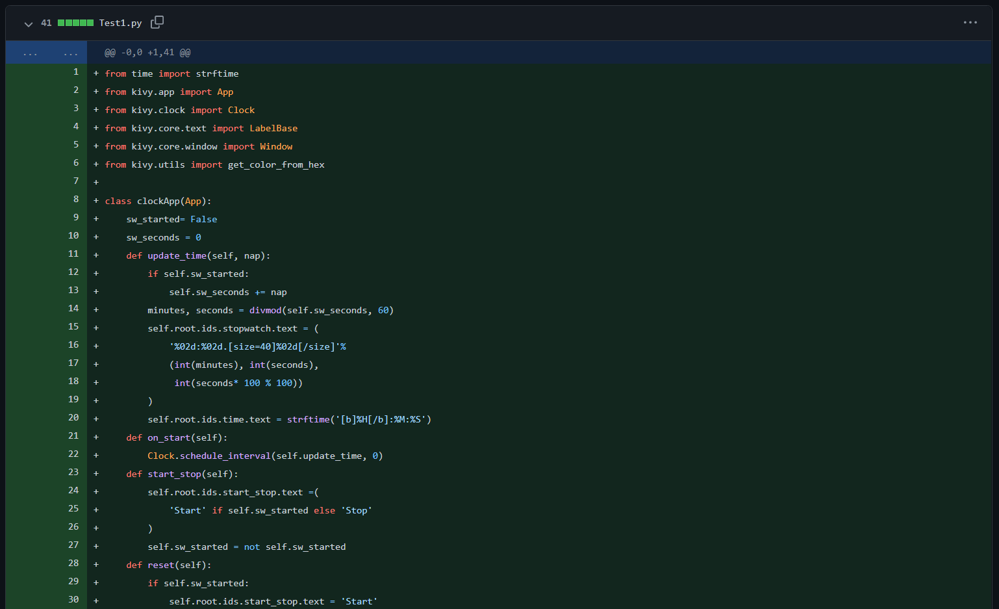 41 Test1.py ...
... ... @@ -0,0 +1,41 @@
1 + from time import strftime
2 + from kivy.app import App
3 + from kivy.clock import Clock
4 + from kivy.core.text import LabelBase
5 + from kivy.core.window import Window
6 + from kivy.utils import get_color_from_hex
7 +
8 + class clockApp(App):
9 +     sw_started= False
10 +     sw_seconds = 0
11 +     def update_time(self, nap):
12 +         if self.sw_started:
13 +             self.sw_seconds += nap
14 +         minutes, seconds = divmod(self.sw_seconds, 60)
15 +         self.root.ids.stopwatch.text = (
16 +             '%02d:%02d.[size=40]%02d[/size]'%
17 +             (int(minutes), int(seconds),
18 +              int(seconds* 100 % 100))
19 +         )
20 +         self.root.ids.time.text = strftime('[b]%H[/b]:%M:%S')
21 +     def on_start(self):
22 +         Clock.schedule_interval(self.update_time, 0)
23 +     def start_stop(self):
24 +         self.root.ids.start_stop.text =(
25 +             'Start' if self.sw_started else 'Stop'
26 +         )
27 +         self.sw_started = not self.sw_started
28 +     def reset(self):
29 +         if self.sw_started:
30 +             self.root.ids.start_stop.text = 'Start'